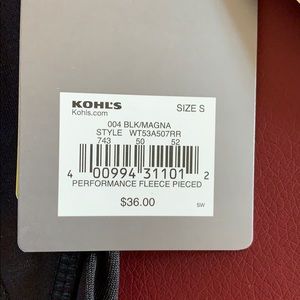 KOHL'S
Kohls.com
SIZE S
004 BLK/MAGNA
STYLE WT53A507RR
743 50 52
4 00994 31101 2
PERFORMANCE FLEECE PIECED
$36.00
SW